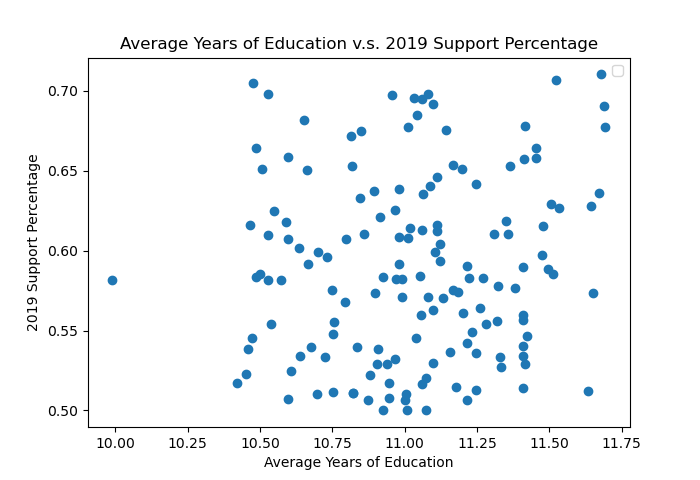 Average Years of Education v.s. 2019 Support Percentage
0.70
0.65
0.60
0.55
0.50
2019 Support Percentage
10.00 10.25 10.50 10.75 11.00 11.25 11.50 11.75
Average Years of Education